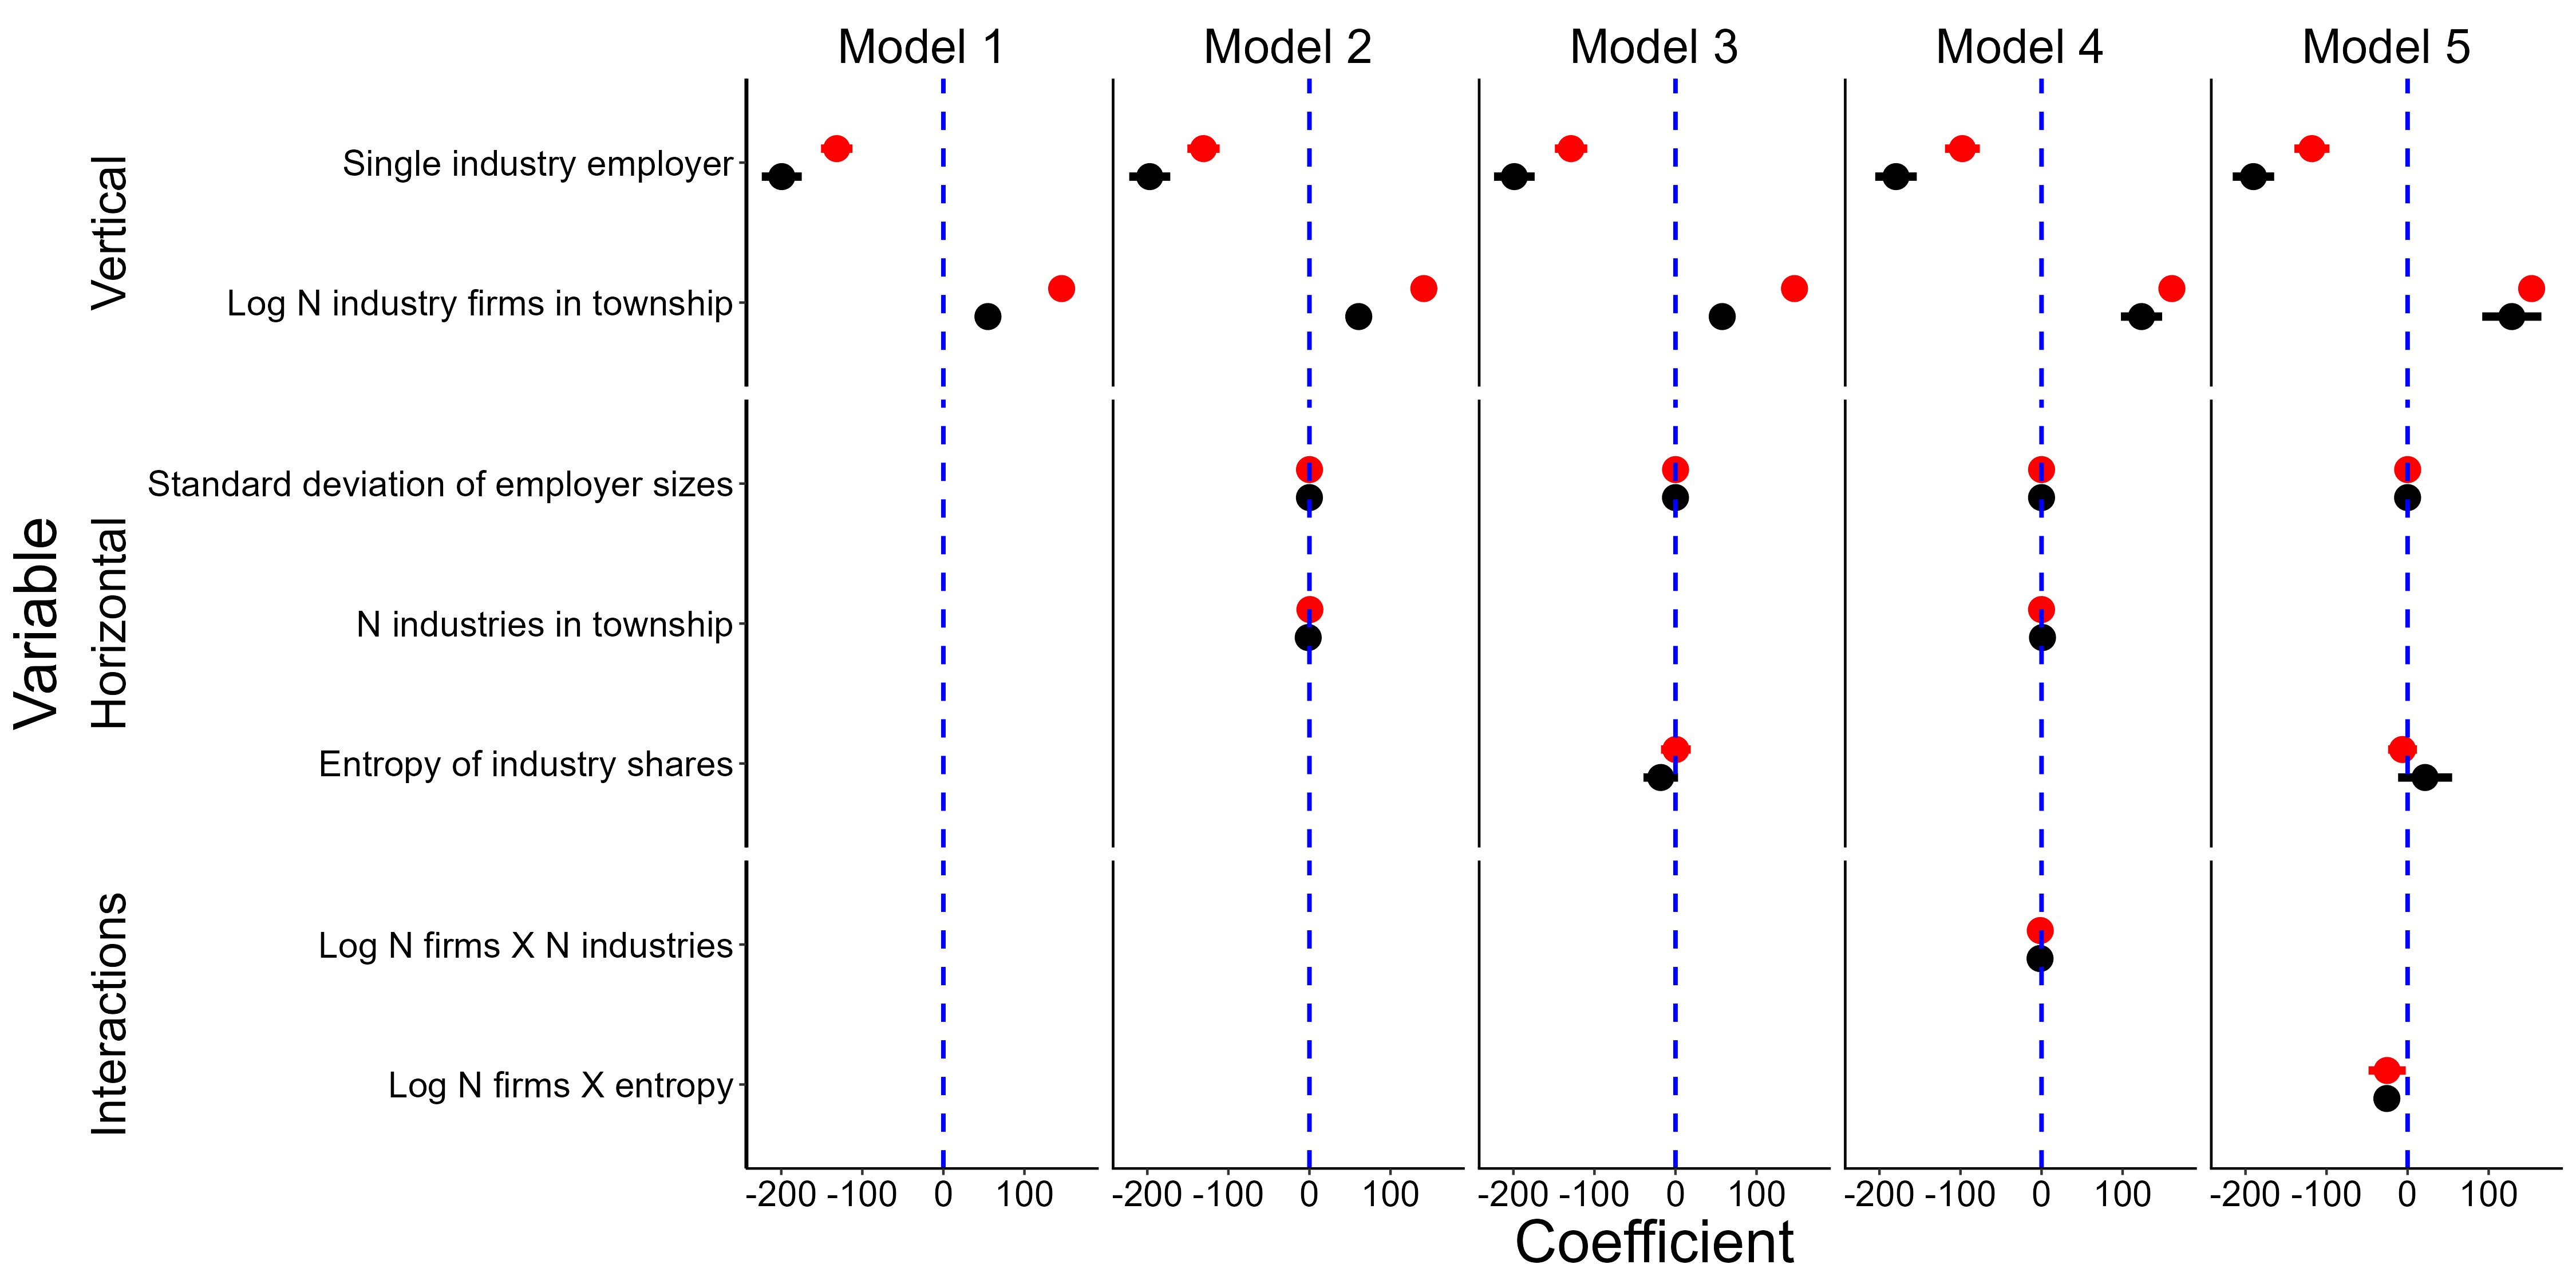 Model 1 Model 2 Model 3 Model 4 Model 5
Variable
Vertical
Single industry employer
Log N industry firms in township
Horizontal
Standard deviation of employer sizes
N industries in township
Entropy of industry shares
Interactions
Log N firms X N industries
Log N firms X entropy
-200 -100 0 100 -200 -100 0 100 -200 -100 0 100 -200 -100 0 100 -200 -100 0 100
Coefficient